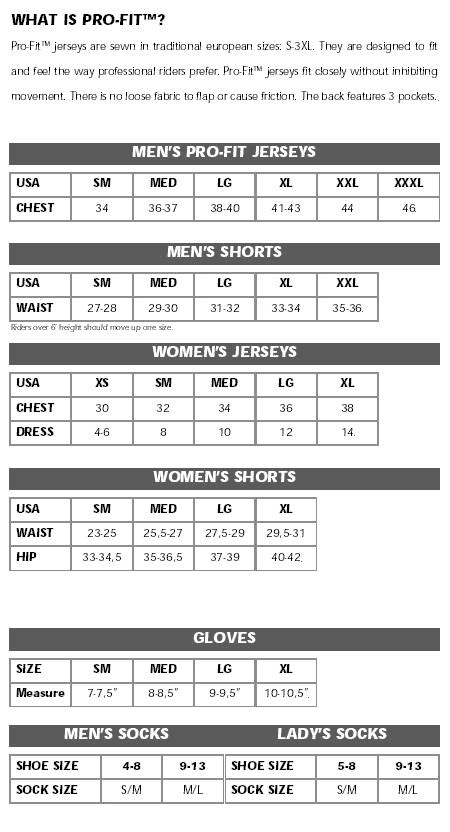 WHAT IS PRO-FIT™?
Pro-Fit™ jerseys are sewn in traditional european sizes: S-3XL. They are designed to fit
and feel the way professional riders prefer. Pro-Fit™ jerseys fit closely without inhibiting
movement. There is no loose fabric to flap or cause friction. The back features 3 pockets.
MEN'S PRO-FIT JERSEYS
USA SM MED LG XL XXL XXXL
CHEST 34 36-37 38-40 41-43 44 46
MEN'S SHORTS
USA SM MED LG XL XXL
WAIST 27-28 29-30 31-32 33-34 35-36
Riders over 6' height should move up one size.
WOMEN'S JERSEYS
USA XS SM MED LG XL
CHEST 30 32 34 36 38
DRESS 4-6 8 10 12 14
WOMEN'S SHORTS
USA SM MED LG XL
WAIST 23-25 25,5-27 27,5-29 29,5-31
HIP 33-34,5 35-36,5 37-39 40-42
GLOVES
SIZE SM MED LG XL
Measure 7-7,5" 8-8,5" 9-9,5" 10-10,5"
MEN'S SOCKS LADY'S SOCKS
SHOE SIZE 4-8 9-13 SHOE SIZE 5-8 9-13
SOCK SIZE S/M M/L SOCK SIZE S/M M/L